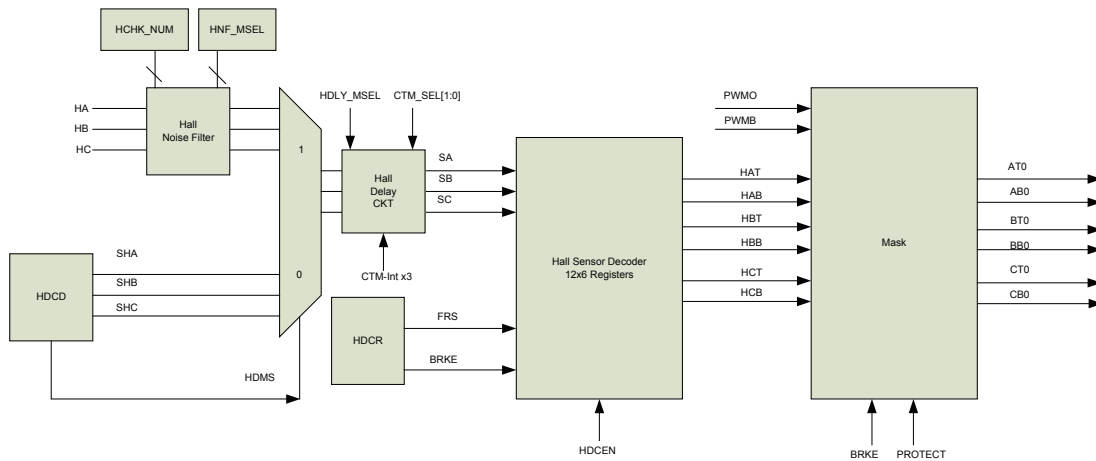 HCHK_NUM
HNF_MSEL
HA
HB
HC
Hall
Noise Filter
HDLY_MSEL
CTM_SEL[1:0]
1
0
Hall
Delay
CKT
SA
SB
SC
CTM-Int x3
HDCD
SHA
SHB
SHC
HDMS
HDCR
FRS
BRKE
Hall Sensor Decoder
12x6 Registers
HDCEN
PWMO
PWMB
HAT
HAB
HBT
HBB
HCT
HCB
Mask
AT0
AB0
BT0
BB0
CT0
CB0
BRKE
PROTECT